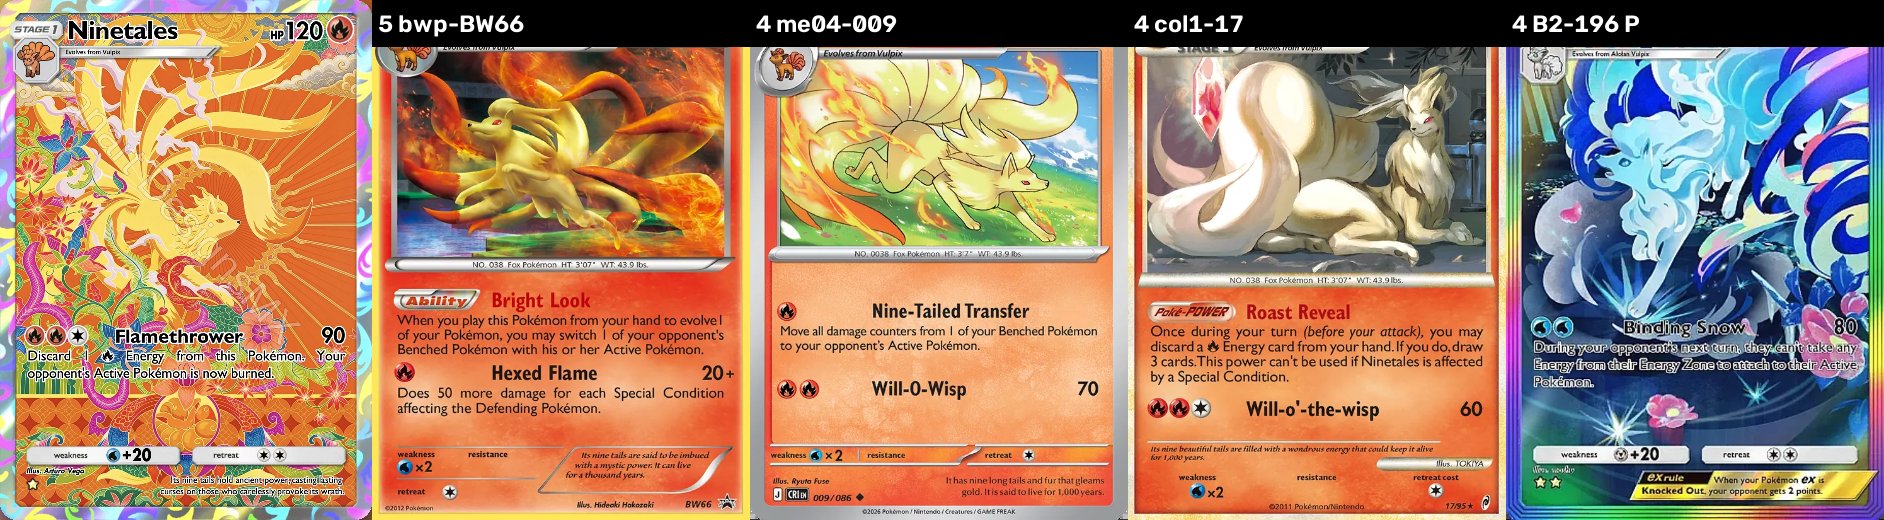 STAGE 1
Ninetales
HP 120
Evolves from Vulpix
Flamethrower 90
Discard 1 Energy from this Pokémon. Your
opponent's Active Pokémon is now burned.
weakness +20 retreat
Illus. Arturo Vega
Its nine tails hold ancient power, casting lasting
curses on those who carelessly provoke its wrath.
5 bwp-BW66
Evolves from Vulpix
NO. 038 Fox Pokémon HT: 3'07" WT: 43.9 lbs.
Ability Bright Look
When you play this Pokémon from your hand to evolve 1
of your Pokémon, you may switch 1 of your opponent's
Benched Pokémon with his or her Active Pokémon.
Hexed Flame 20+
Does 50 more damage for each Special Condition
affecting the Defending Pokémon.
weakness resistance
×2
Its nine tails are said to be imbued
with a mystic power. It can live
for a thousand years.
retreat
©2012 Pokémon
Illus. Hideaki Hakozaki
BW66
4 me04-009
Evolves from Vulpix
NO. 0038 Fox Pokémon HT: 3'7" WT: 43.9 lbs.
Nine-Tailed Transfer
Move all damage counters from 1 of your Benched Pokémon
to your opponent's Active Pokémon.
Will-O-Wisp 70
weakness ×2 resistance retreat
Illus. Ryuta Fuse
J CRI EN 009/086
It has nine long tails and fur that gleams
gold. It is said to live for 1,000 years.
©2026 Pokémon / Nintendo / Creatures / GAME FREAK
4 col1-17
STAGE 1
Evolves from Vulpix
NO. 038 Fox Pokémon HT: 3'07" WT: 43.9 lbs.
Poké-POWER Roast Reveal
Once during your turn (before your attack), you may
discard a Energy card from your hand. If you do, draw
3 cards. This power can't be used if Ninetales is affected
by a Special Condition.
Will-o'-the-wisp 60
Its nine beautiful tails are filled with a wondrous energy that could keep it alive
for 1,000 years.
Illus. TOKIYA
weakness resistance retreat cost
×2
©2011 Pokémon/Nintendo
17/95
4 B2-196 P
Evolves from Alolan Vulpix
Binding Snow 80
During your opponent's next turn, they can't take any
Energy from their Energy Zone to attach to their Active
Pokémon.
weakness +20 retreat
ex rule When your Pokémon ex is
Knocked Out, your opponent gets 2 points.